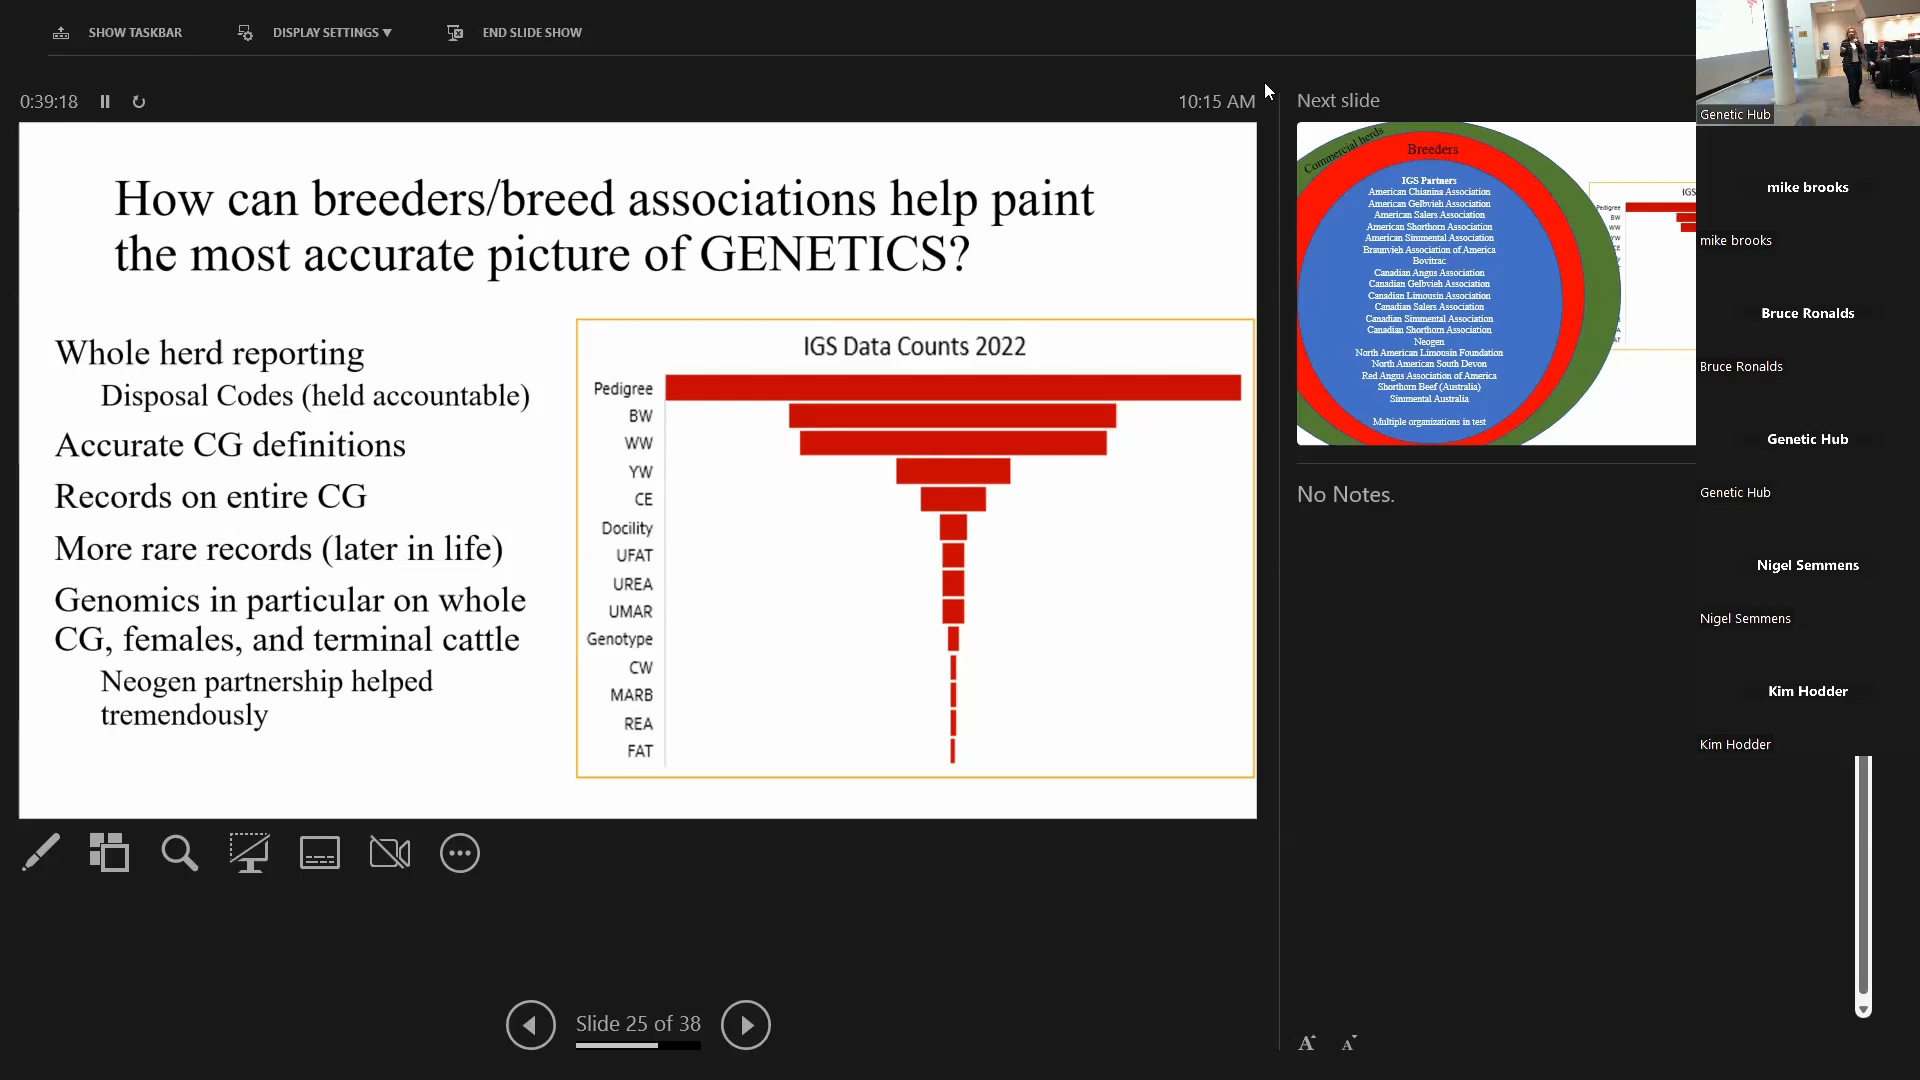 SHOW TASKBAR
DISPLAY SETTINGS ▼
END SLIDE SHOW
0:39:18
10:15 AM
How can breeders/breed associations help paint
the most accurate picture of GENETICS?
Whole herd reporting
Disposal Codes (held accountable)
Accurate CG definitions
Records on entire CG
More rare records (later in life)
Genomics in particular on whole
CG, females, and terminal cattle
Neogen partnership helped
tremendously
IGS Data Counts 2022
Pedigree
BW
WW
YW
CE
Docility
UFAT
UREA
UMAR
Genotype
CW
MARB
REA
FAT
Slide 25 of 38
Next slide
Commercial herds
Breeders
IGS Partners
American Chianina Association
American Gelbvieh Association
American Salers Association
American Shorthorn Association
American Simmental Association
Braunvieh Association of America
Bovitrac
Canadian Angus Association
Canadian Gelbvieh Association
Canadian Limousin Association
Canadian Salers Association
Canadian Simmental Association
Canadian Shorthorn Association
Neogen
North American Limousin Foundation
North American South Devon
Red Angus Association of America
Shorthorn Beef (Australia)
Simmental Australia
Multiple organizations in test
IGS
Pedigree
BW
WW
YW
No Notes.
A A
Genetic Hub
mike brooks
mike brooks
Bruce Ronalds
Bruce Ronalds
Genetic Hub
Genetic Hub
Nigel Semmens
Nigel Semmens
Kim Hodder
Kim Hodder